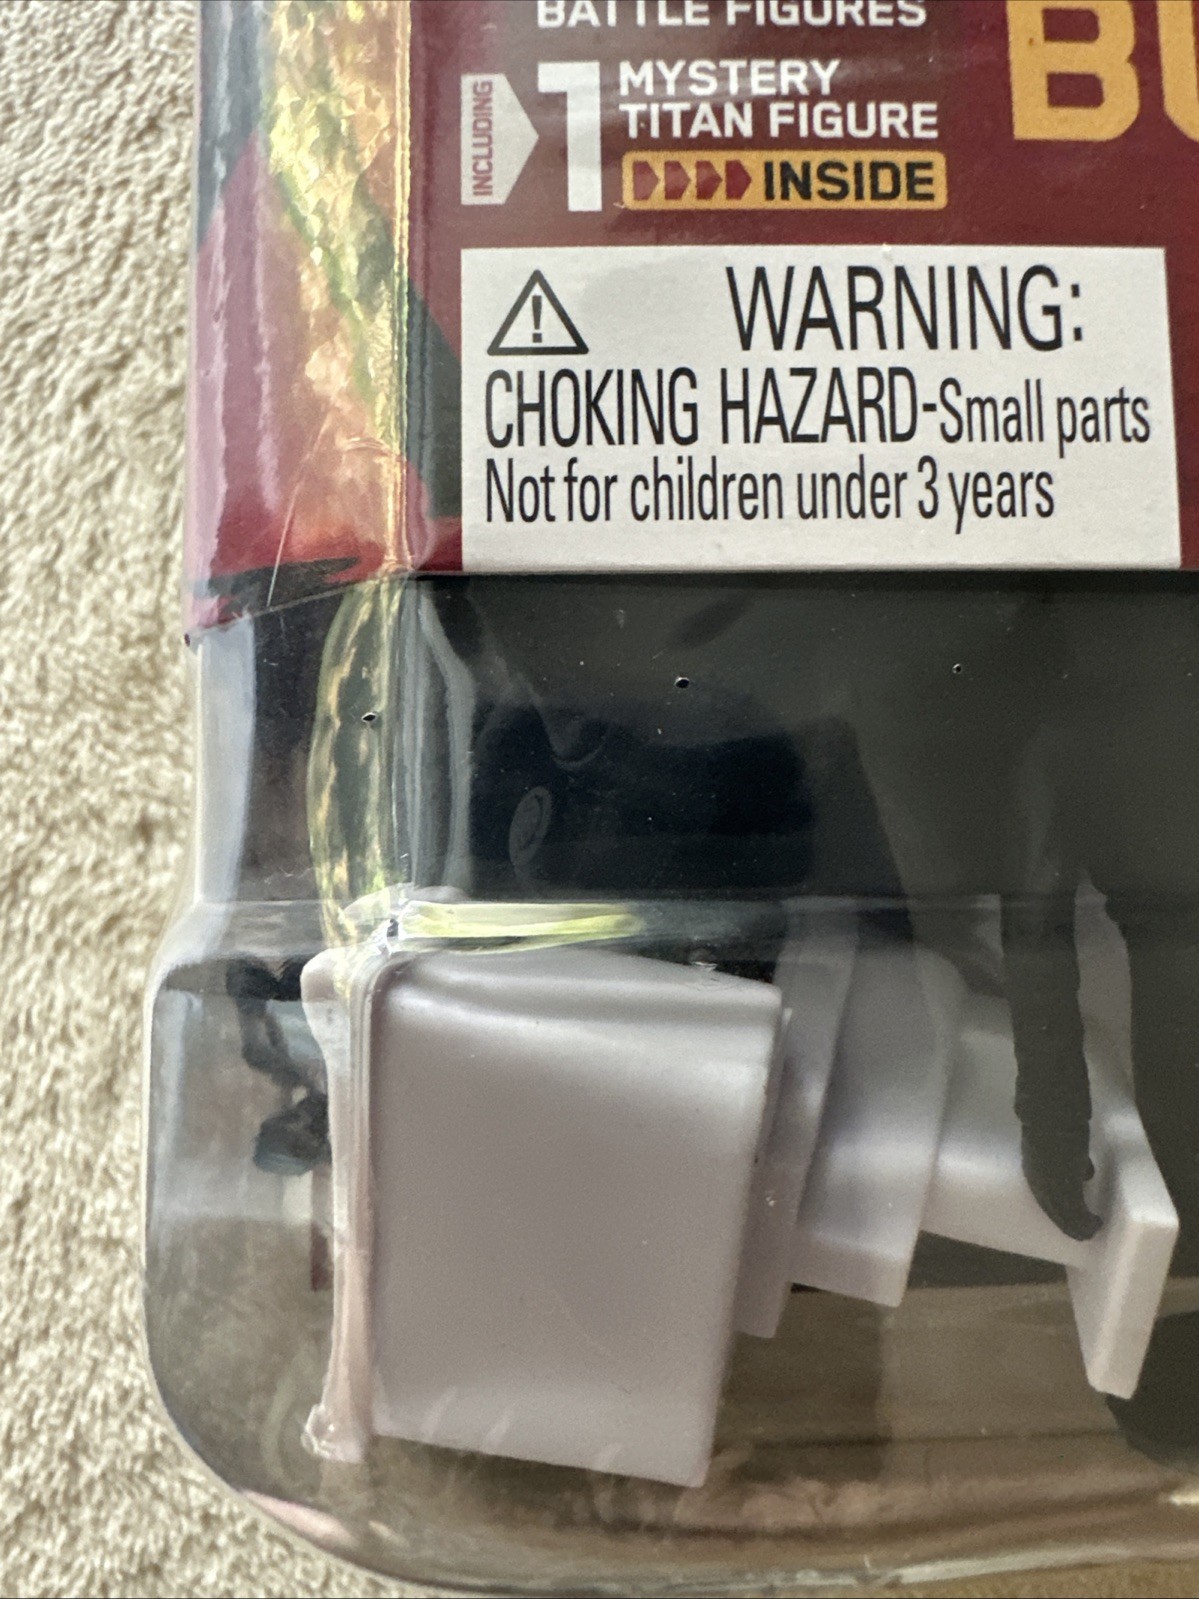 BATTLE FIGURES
INCLUDING
1
MYSTERY
TITAN FIGURE
INSIDE
BU
WARNING:
CHOKING HAZARD-Small parts
Not for children under 3 years